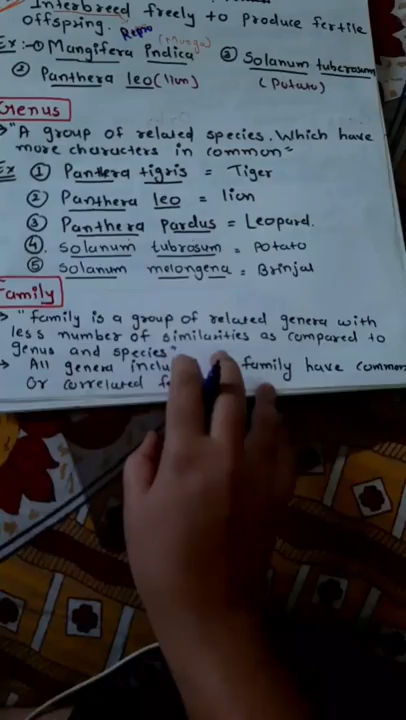 Interbreed freely to produce fertile
offspring.
Ex:-① Mangifera Indica (Mango)
③ Solanum tuberosum
(Potato)
② Panthera leo (lion)
Genus
→ "A group of related species. Which have
more characters in common"
Ex ① Panthera tigris = Tiger
② Panthera leo = lion
③ Panthera pardus = Leopard.
④. Solanum tubrosum = Potato
⑤ Solanum melongena = Brinjal
Family
→ "family is a group of related genera with
less number of similarities as compared to
genus and species"
→ All genera family have common
Or correlated